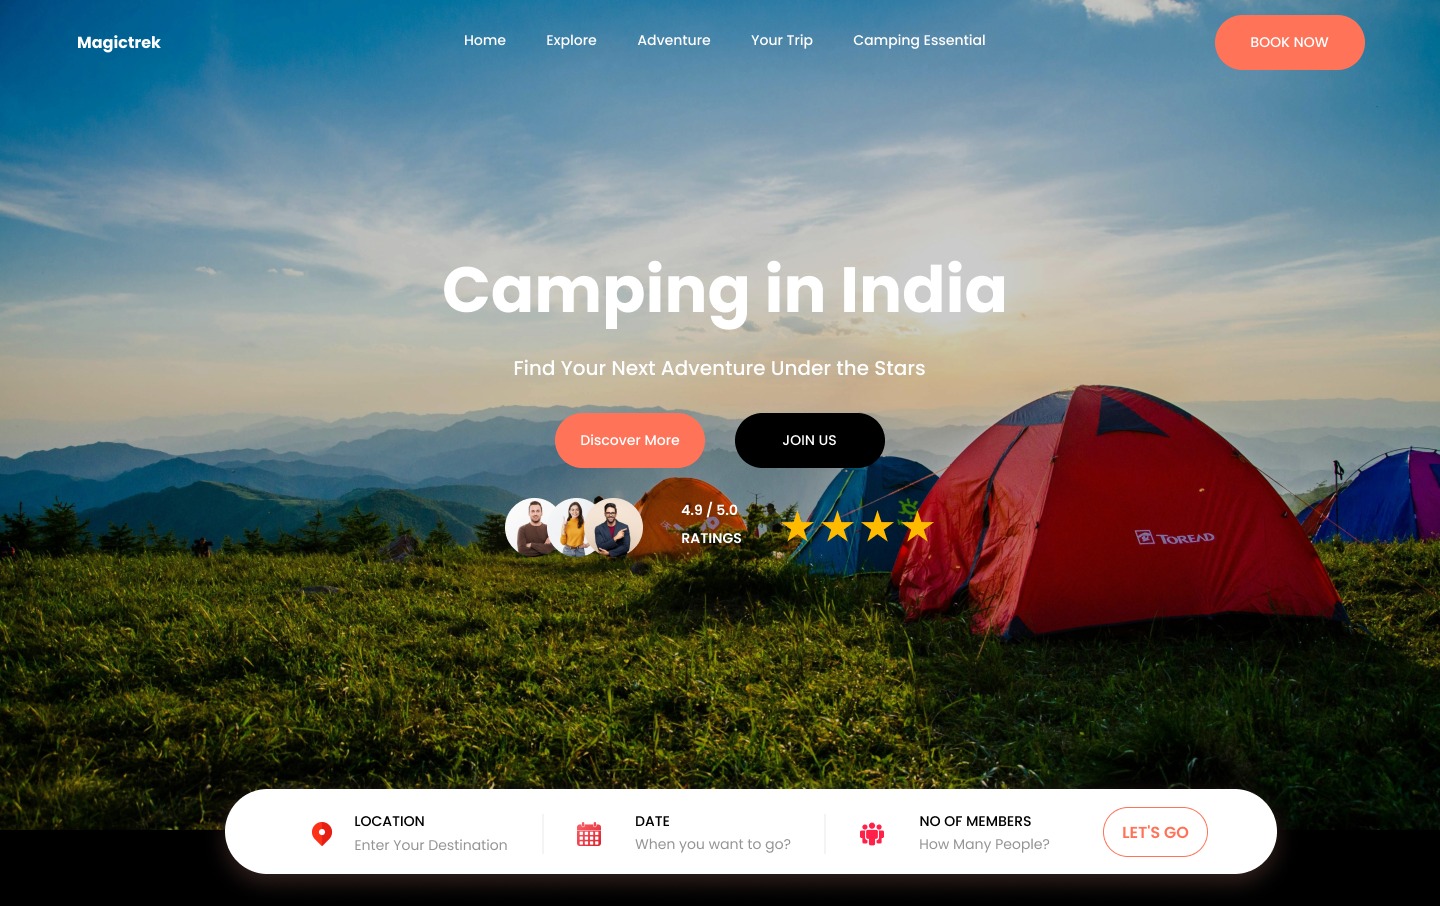 Magictrek
Home Explore Adventure Your Trip Camping Essential
BOOK NOW
Camping in India
Find Your Next Adventure Under the Stars
Discover More
JOIN US
4.9 / 5.0
RATINGS
TOREAD
LOCATION
Enter Your Destination
DATE
When you want to go?
NO OF MEMBERS
How Many People?
LET'S GO